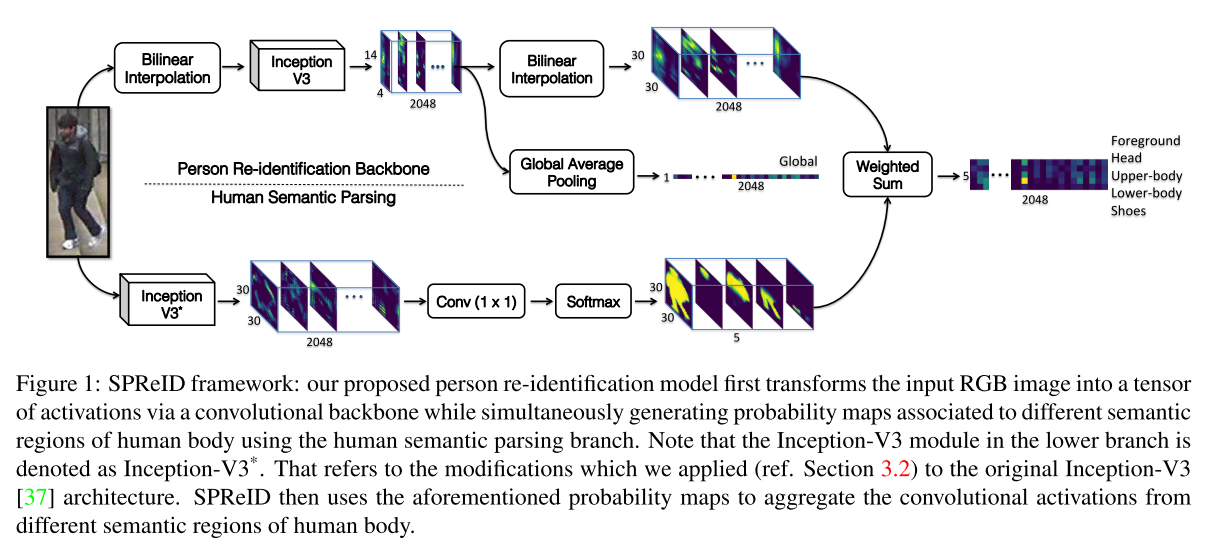 Bilinear
Interpolation
Inception
V3
14
4
2048
Bilinear
Interpolation
30
30
2048
Person Re-identification Backbone
Human Semantic Parsing
Global Average
Pooling
1
Global
2048
Weighted
Sum
5
2048
Foreground
Head
Upper-body
Lower-body
Shoes
Inception
V3*
30
30
2048
Conv (1 x 1)
Softmax
30
30
5
Figure 1: SPReID framework: our proposed person re-identification model first transforms the input RGB image into a tensor
of activations via a convolutional backbone while simultaneously generating probability maps associated to different semantic
regions of human body using the human semantic parsing branch. Note that the Inception-V3 module in the lower branch is
denoted as Inception-V3*. That refers to the modifications which we applied (ref. Section 3.2) to the original Inception-V3
[37] architecture. SPReID then uses the aforementioned probability maps to aggregate the convolutional activations from
different semantic regions of human body.